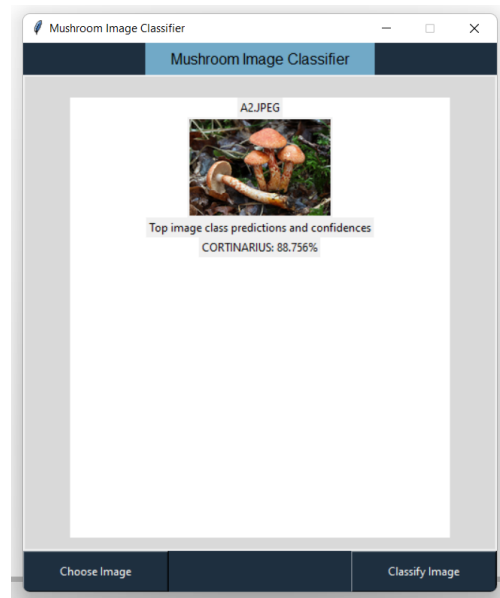 Mushroom Image Classifier
Mushroom Image Classifier
A2.JPEG
Top image class predictions and confidences
CORTINARIUS: 88.756%
Choose Image
Classify Image